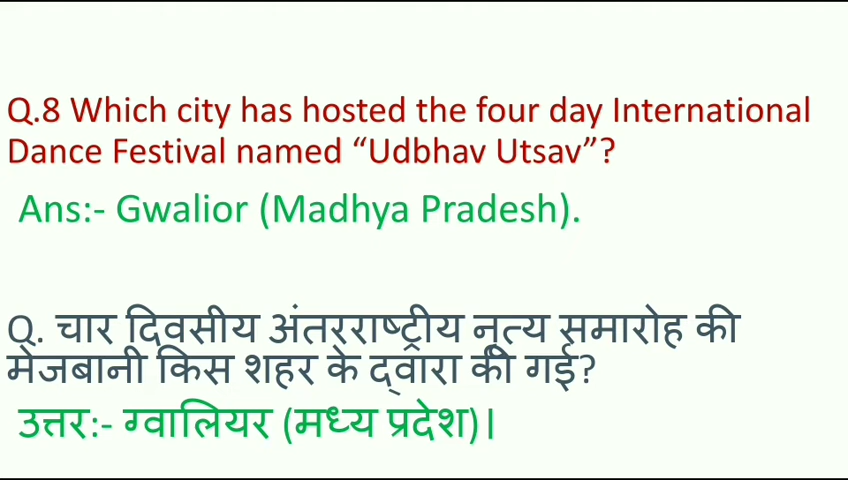 Q.8 Which city has hosted the four day International
Dance Festival named “Udbhav Utsav”?
Ans:- Gwalior (Madhya Pradesh).
Q. चार दिवसीय अंतरराष्ट्रीय नृत्य समारोह की
मेजबानी किस शहर के द्वारा की गई?
उत्तर:- ग्वालियर (मध्य प्रदेश)।